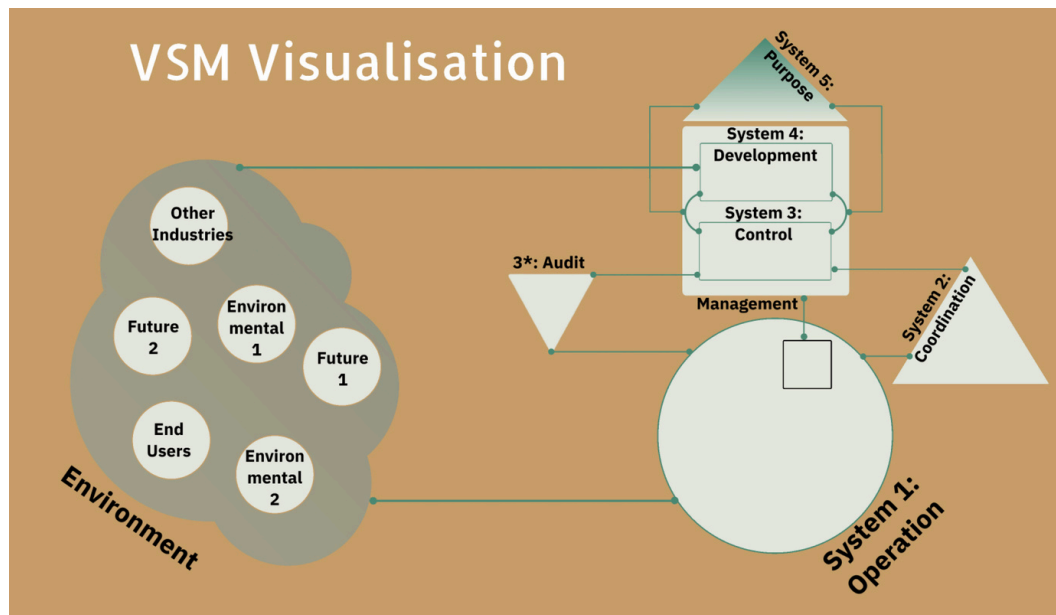 VSM Visualisation
System 5:
Purpose
System 4:
Development
System 3:
Control
Management
3*: Audit
System 2:
Coordination
Other
Industries
Environ
mental
1
Future
2
Future
1
End
Users
Environ
mental
2
Environment
System 1:
Operation